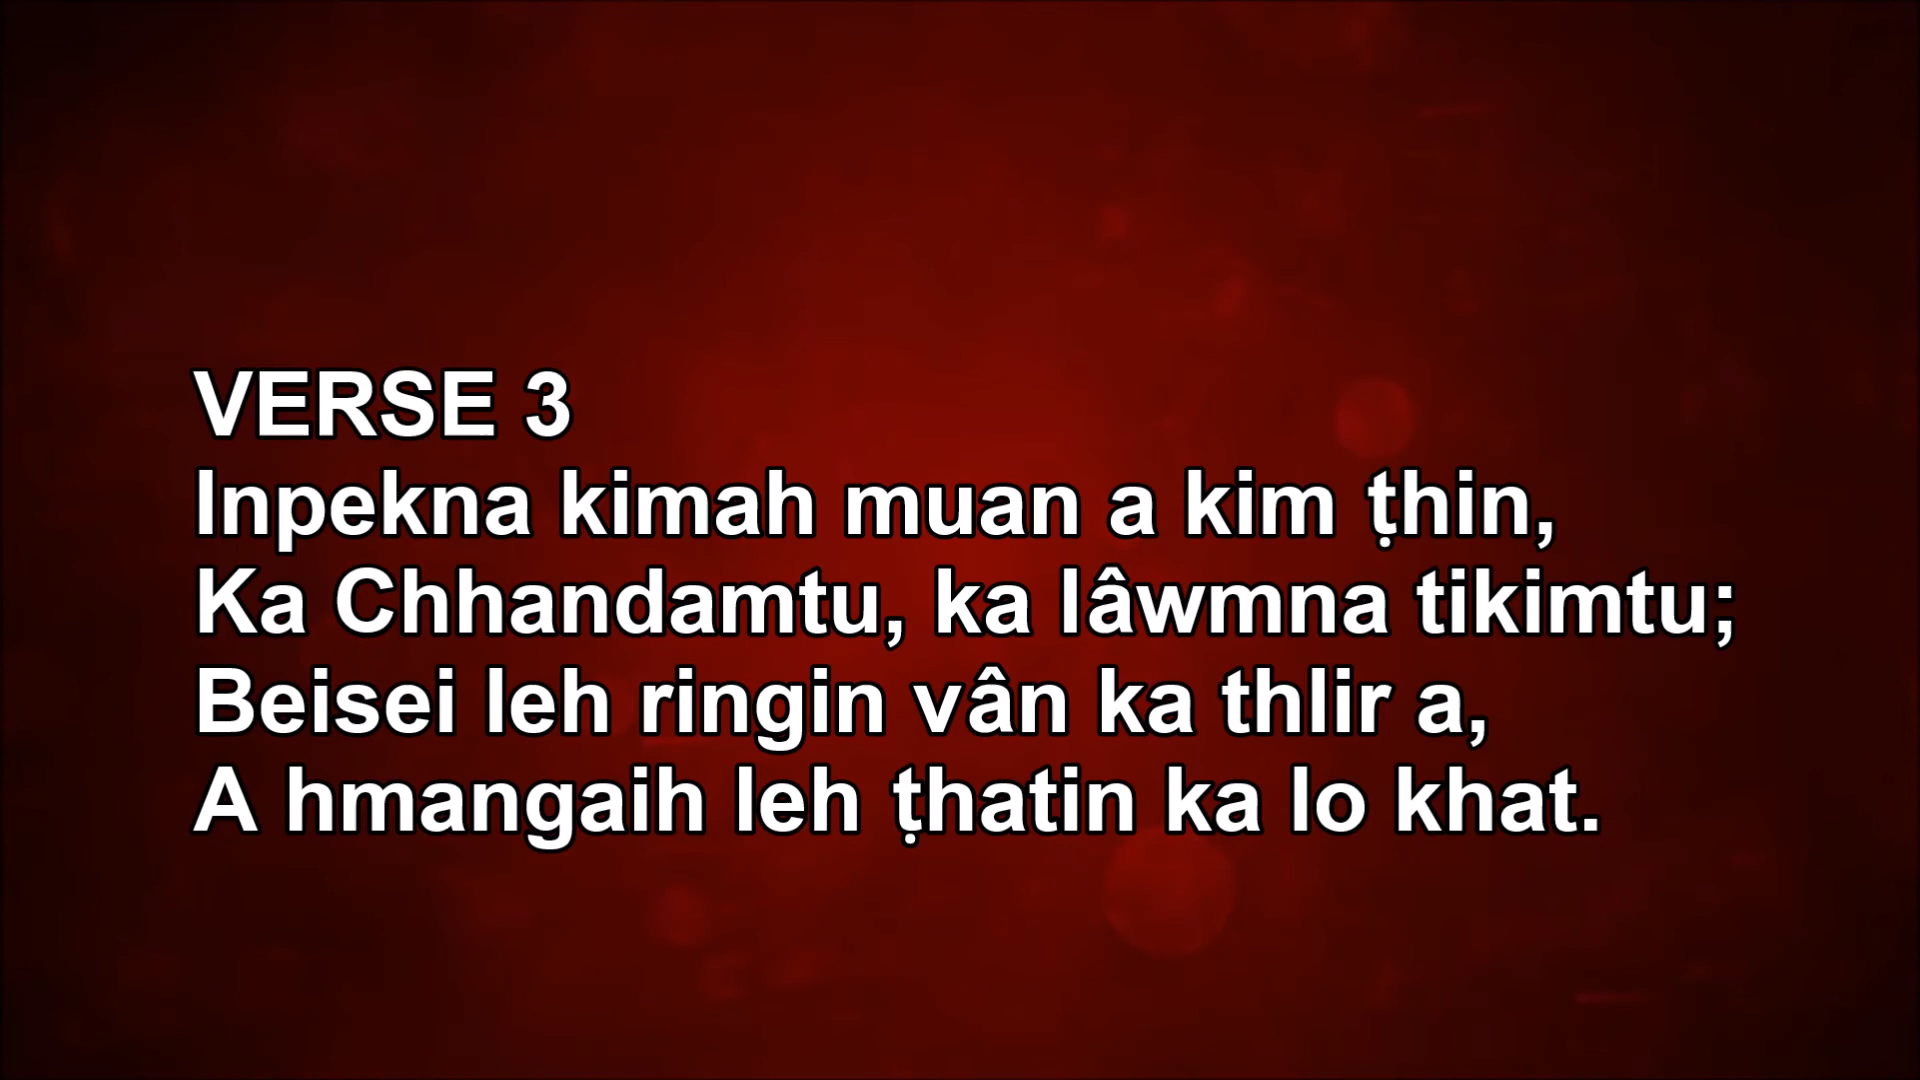 VERSE 3
Inpekna kimah muan a kim ṭhin,
Ka Chhandamtu, ka lâwmna tikimtu;
Beisei leh ringin vân ka thlir a,
A hmangaih leh ṭhatin ka lo khat.